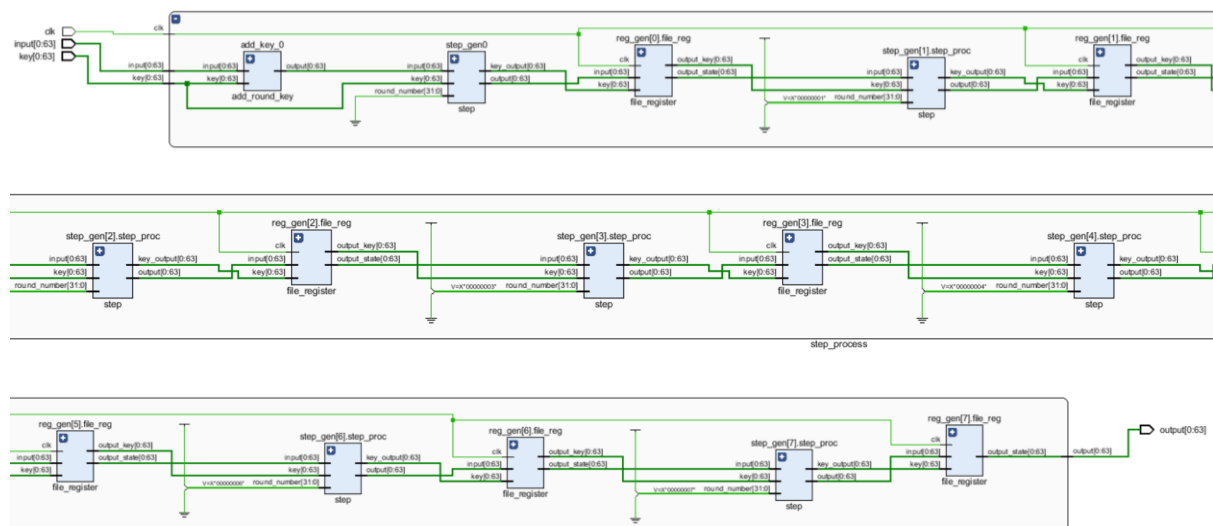 clk
input[0:63]
key[0:63]
clk
input[0:63]
key[0:63]
add_key_0
input[0:63]
key[0:63]
output[0:63]
add_round_key
step_gen0
input[0:63]
key[0:63]
round_number[31:0]
key_output[0:63]
output[0:63]
step
reg_gen[0].file_reg
clk
input[0:63]
key[0:63]
output_key[0:63]
output_state[0:63]
file_register
step_gen[1].step_proc
input[0:63]
key[0:63]
V=X"00000001" round_number[31:0]
key_output[0:63]
output[0:63]
step
reg_gen[1].file_reg
clk
input[0:63]
key[0:63]
output_key[0:63]
output_state[0:63]
file_register
step_gen[2].step_proc
input[0:63]
key[0:63]
round_number[31:0]
key_output[0:63]
output[0:63]
step
reg_gen[2].file_reg
clk
input[0:63]
key[0:63]
output_key[0:63]
output_state[0:63]
file_register
step_gen[3].step_proc
input[0:63]
key[0:63]
V=X"00000003" round_number[31:0]
key_output[0:63]
output[0:63]
step
reg_gen[3].file_reg
clk
input[0:63]
key[0:63]
output_key[0:63]
output_state[0:63]
file_register
step_gen[4].step_proc
input[0:63]
key[0:63]
V=X"00000004" round_number[31:0]
key_output[0:63]
output[0:63]
step
step_process
reg_gen[5].file_reg
clk
input[0:63]
key[0:63]
output_key[0:63]
output_state[0:63]
file_register
step_gen[6].step_proc
input[0:63]
key[0:63]
V=X"00000006" round_number[31:0]
key_output[0:63]
output[0:63]
step
reg_gen[6].file_reg
clk
input[0:63]
key[0:63]
output_key[0:63]
output_state[0:63]
file_register
step_gen[7].step_proc
input[0:63]
key[0:63]
V=X"00000007" round_number[31:0]
key_output[0:63]
output[0:63]
step
reg_gen[7].file_reg
clk
input[0:63]
key[0:63]
output_state[0:63]
file_register
output[0:63]
output[0:63]